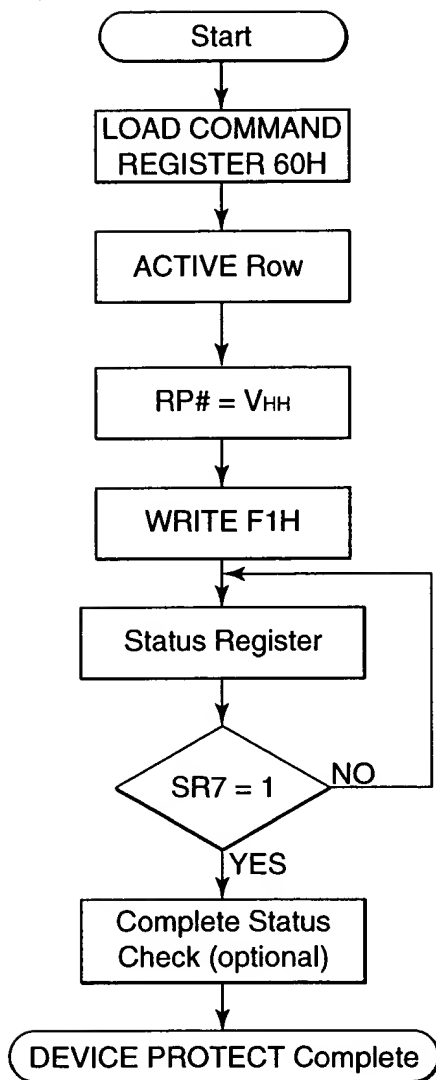 Start
LOAD COMMAND
REGISTER 60H
ACTIVE Row
RP# = VHH
WRITE F1H
Status Register
SR7 = 1
NO
YES
Complete Status
Check (optional)
DEVICE PROTECT Complete